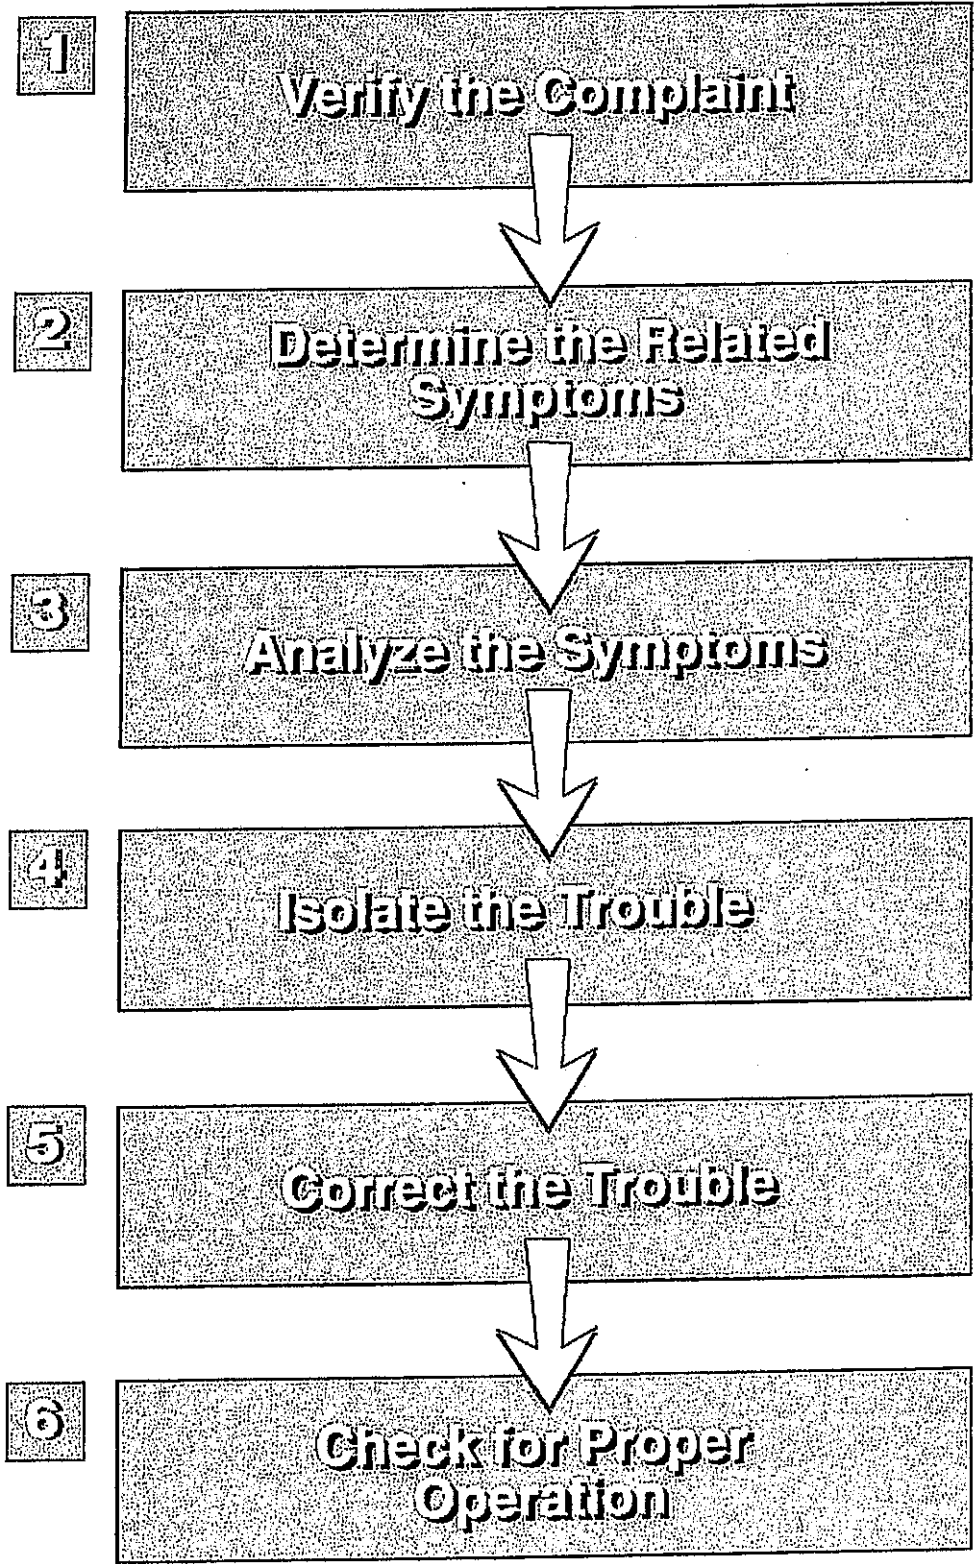 1
Verify the Complaint
2
Determine the Related
Symptoms
3
Analyze the Symptoms
4
Isolate the Trouble
5
Correct the Trouble
6
Check for Proper
Operation